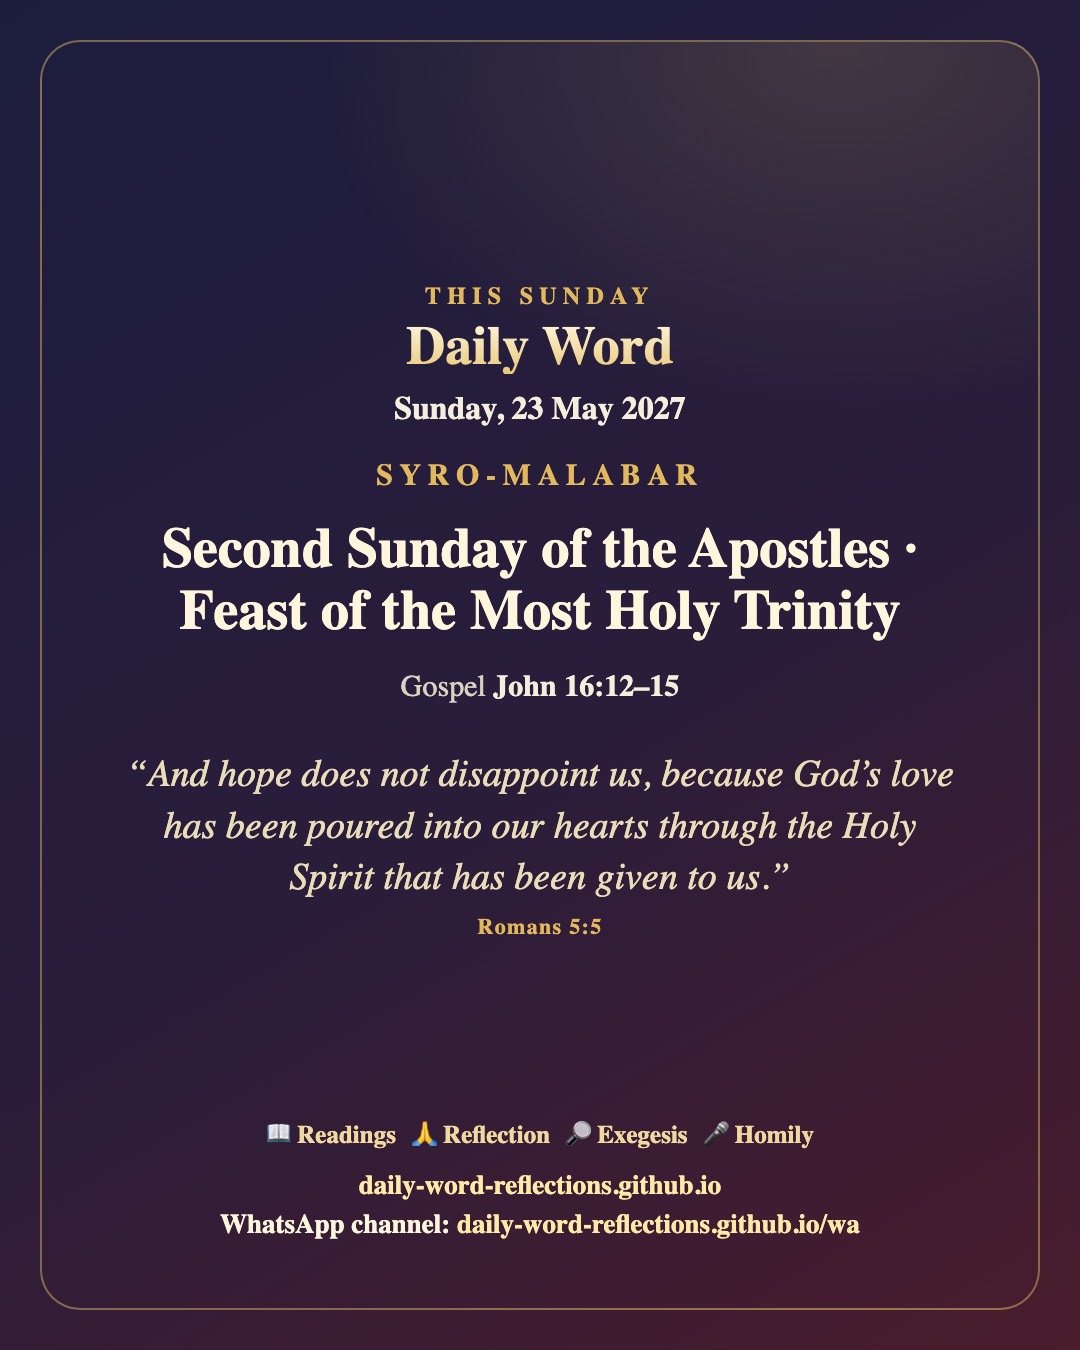 THIS SUNDAY
Daily Word
Sunday, 23 May 2027
SYRO-MALABAR
Second Sunday of the Apostles ·
Feast of the Most Holy Trinity
Gospel John 16:12–15
“And hope does not disappoint us, because God’s love
has been poured into our hearts through the Holy
Spirit that has been given to us.”
Romans 5:5
📖 Readings 🙏 Reflection 🔎 Exegesis 🎤 Homily
daily-word-reflections.github.io
WhatsApp channel: daily-word-reflections.github.io/wa